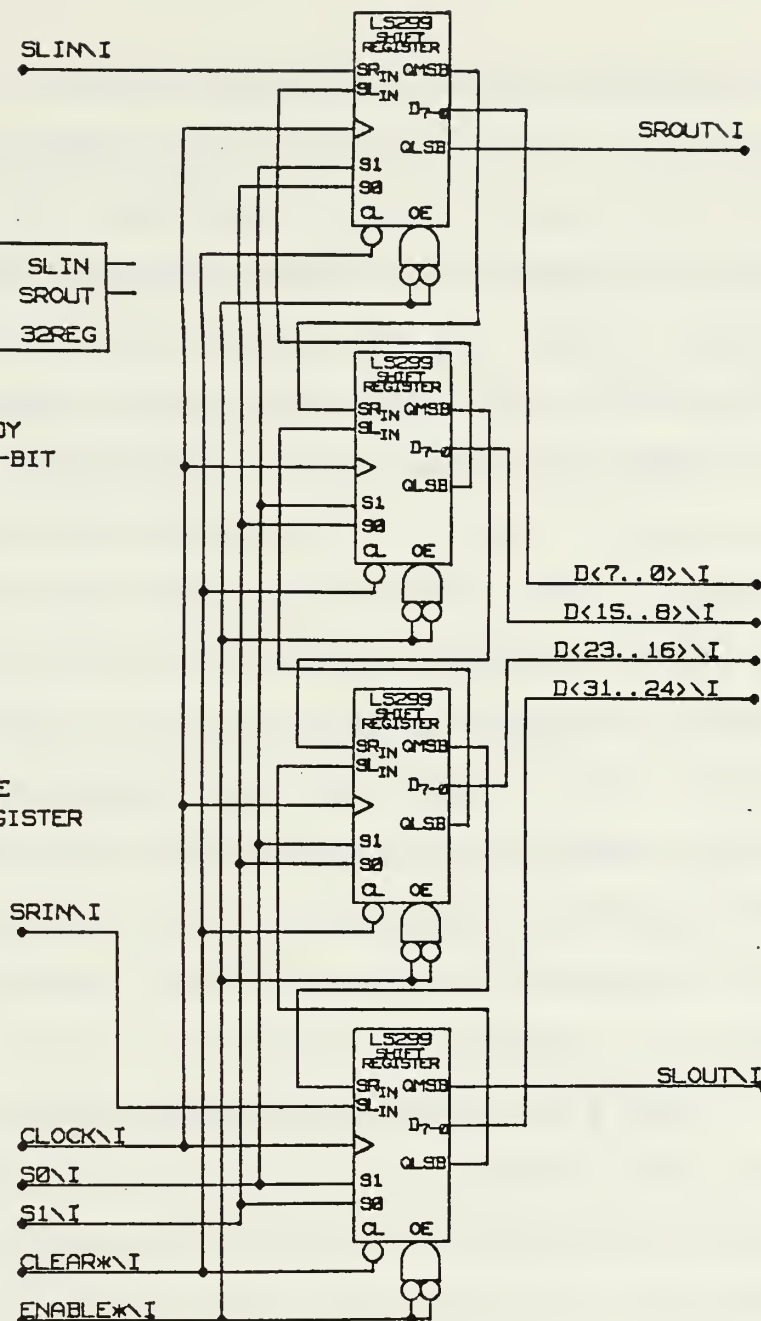 LS299
SHIFT
REGISTER
SLIN\I
SRIN QMSB
SLIN
D7-0
SROUT\I
QLSB
S1
S0
CL OE
SLIN
SROUT
32REG
LS299
SHIFT
REGISTER
SRIN QMSB
SLIN
D7-0
-BIT
QLSB
S1
S0
CL OE
D<7..0>\I
D<15..8>\I
D<23..16>\I
D<31..24>\I
LS299
SHIFT
REGISTER
SRIN QMSB
SLIN
D7-0
QLSB
S1
S0
CL OE
SRIN\I
LS299
SHIFT
REGISTER
SRIN QMSB
SLIN
SLOUT\I
D7-0
CLOCK\I
QLSB
S0\I
S1
S0
S1\I
CL OE
CLEAR*\I
ENABLE*\I